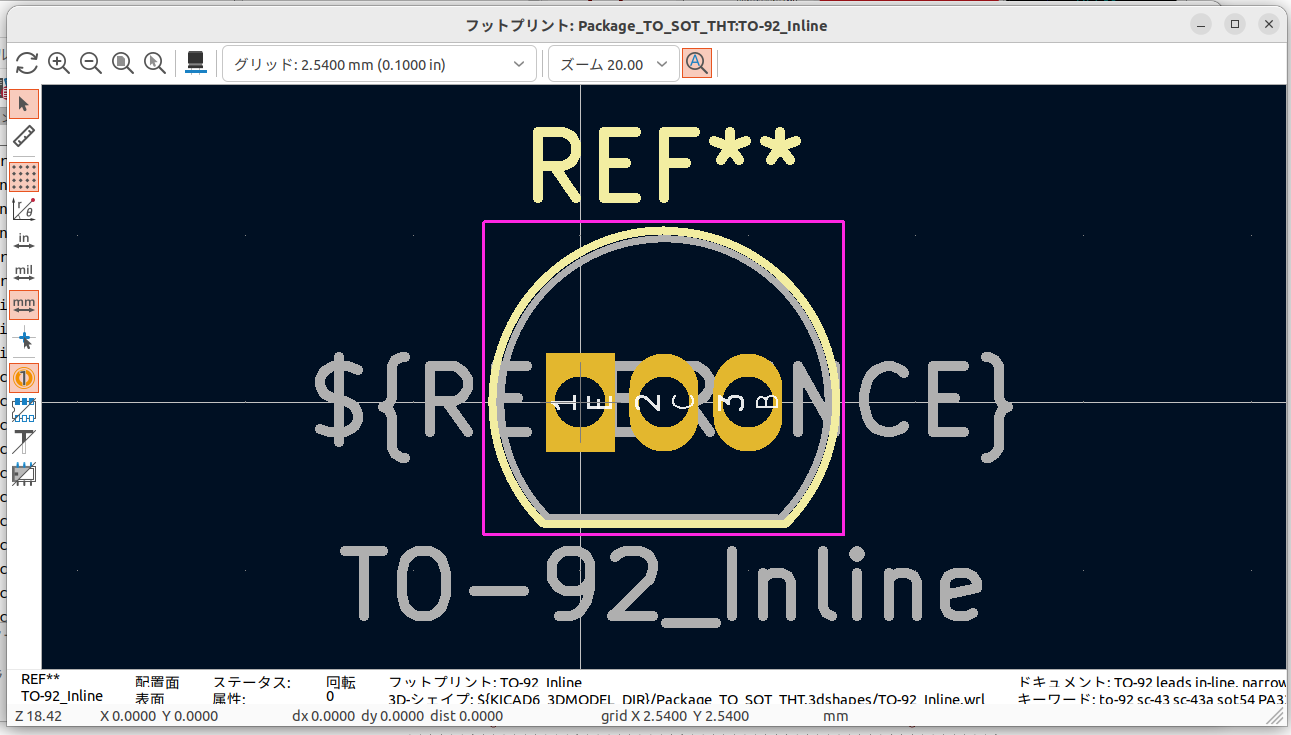 フットプリント: Package_TO_SOT_THT:TO-92_Inline
グリッド: 2.5400 mm (0.1000 in)
ズーム 20.00
in
mil
mm
REF**
${REFERENCE}
1 E
2 C
3 B
TO-92_Inline
REF**
TO-92_Inline
配置面
表面
ステータス:
属性:
回転
0
フットプリント: TO-92_Inline
3D-シェイプ: ${KICAD6_3DMODEL_DIR}/Package_TO_SOT_THT.3dshapes/TO-92_Inline.wrl
ドキュメント: TO-92 leads in-line, narrow
キーワード: to-92 sc-43 sc-43a sot54 PA33
Z 18.42
X 0.0000 Y 0.0000
dx 0.0000 dy 0.0000 dist 0.0000
grid X 2.5400 Y 2.5400
mm